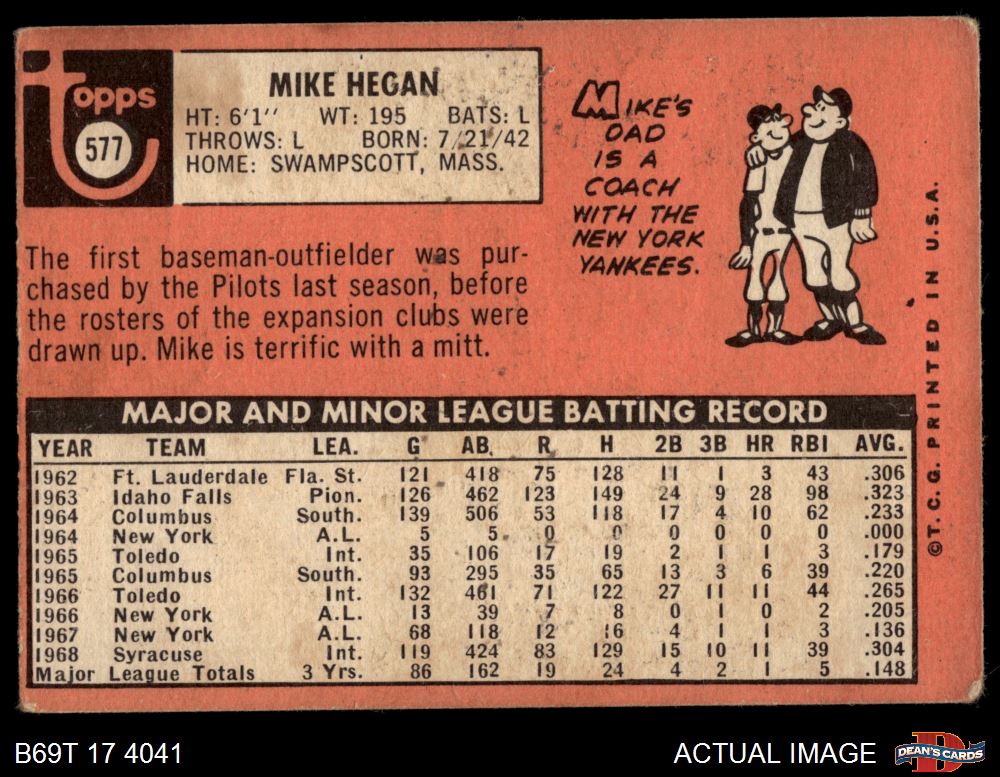 Topps
577
MIKE HEGAN
HT: 6'1'' WT: 195 BATS: L
THROWS: L BORN: 7/21/42
HOME: SWAMPSCOTT, MASS.
MIKE'S
DAD
IS A
COACH
WITH THE
NEW YORK
YANKEES.
The first baseman-outfielder was pur-
chased by the Pilots last season, before
the rosters of the expansion clubs were
drawn up. Mike is terrific with a mitt.
MAJOR AND MINOR LEAGUE BATTING RECORD
YEAR TEAM LEA. G AB. R H 2B 3B HR RBI AVG.
1962 Ft. Lauderdale Fla. St. 121 418 75 128 11 1 3 43 .306
1963 Idaho Falls Pion. 126 462 123 149 24 9 28 98 .323
1964 Columbus South. 139 506 53 118 17 4 10 62 .233
1964 New York A.L. 5 5 0 0 0 0 0 0 .000
1965 Toledo Int. 35 106 17 19 2 1 1 3 .179
1965 Columbus South. 93 295 35 65 13 3 6 39 .220
1966 Toledo Int. 132 461 71 122 27 11 11 44 .265
1966 New York A.L. 13 39 7 8 0 1 0 2 .205
1967 New York A.L. 68 118 12 16 4 1 1 3 .136
1968 Syracuse Int. 119 424 83 129 15 10 11 39 .304
Major League Totals 3 Yrs. 86 162 19 24 4 2 1 5 .148
©T.C.G. PRINTED IN U.S.A.
B69T 17 4041
ACTUAL IMAGE
DEAN'S CARDS